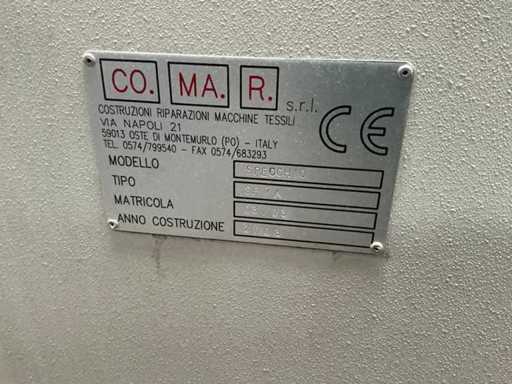 CO. MA. R. s.r.l.
COSTRUZIONI RIPARAZIONI MACCHINE TESSILI
VIA NAPOLI 21
59013 OSTE DI MONTEMURLO (PO) - ITALY
TEL. 0574/799540 - FAX 0574/683293
CE
MODELLO SPECCHIO
TIPO
MATRICOLA
ANNO COSTRUZIONE